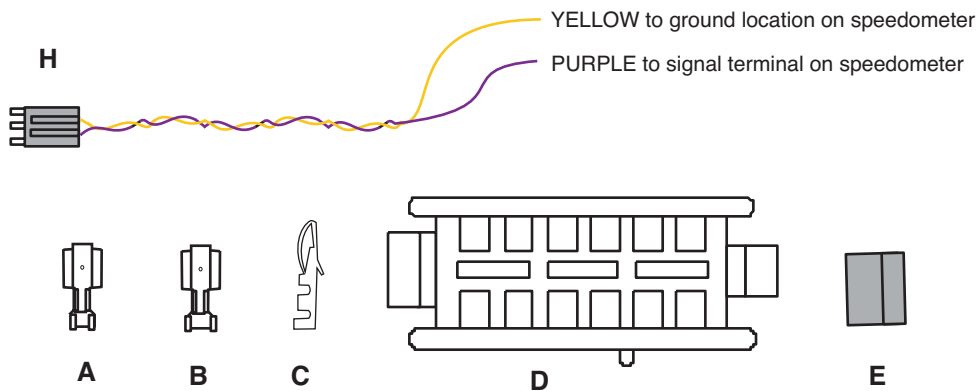 YELLOW to ground location on speedometer
H
PURPLE to signal terminal on speedometer
A
B
C
D
E